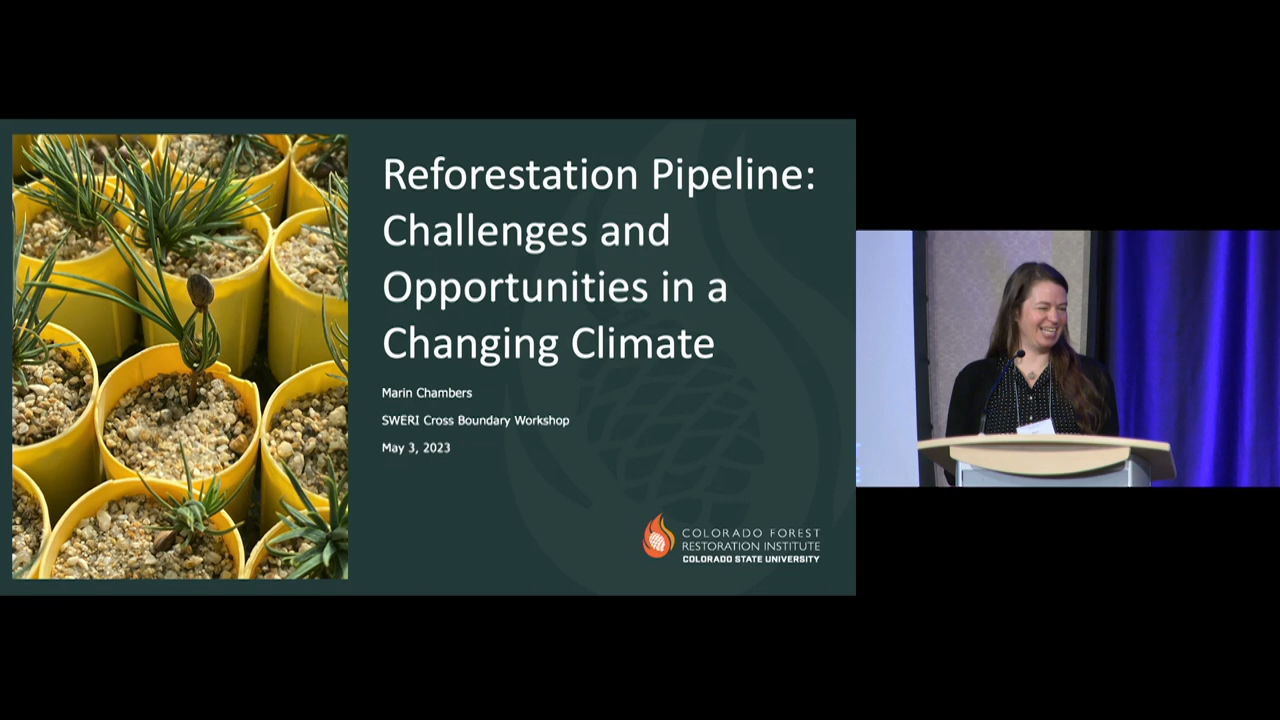 Reforestation Pipeline:
Challenges and
Opportunities in a
Changing Climate
Marin Chambers
SWERI Cross Boundary Workshop
May 3, 2023
COLORADO FOREST
RESTORATION INSTITUTE
COLORADO STATE UNIVERSITY